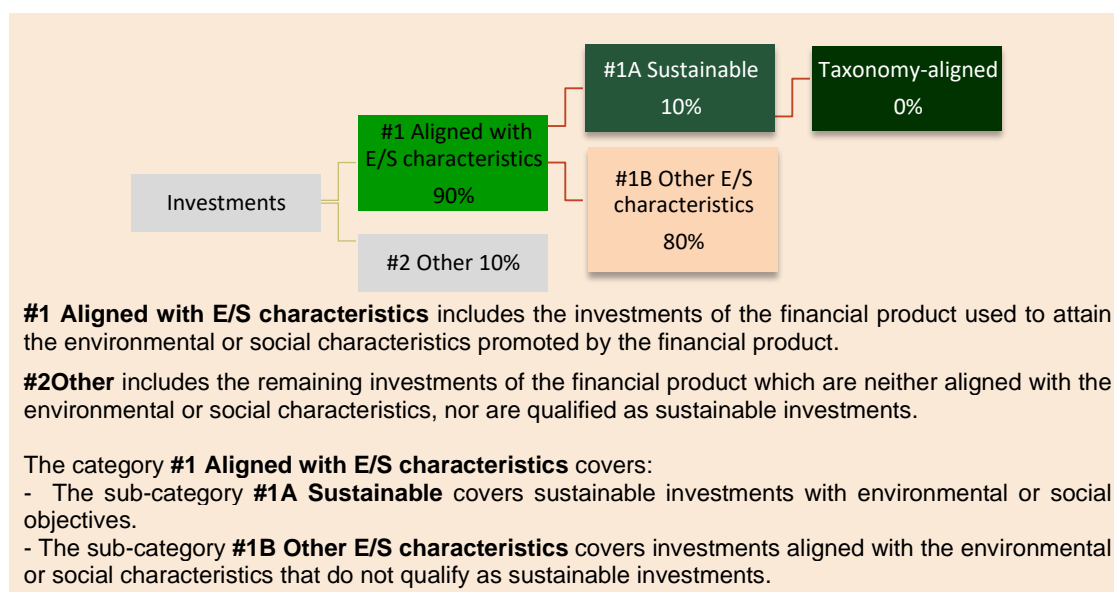 #1A Sustainable
10%
Taxonomy-aligned
0%
#1 Aligned with
E/S characteristics
90%
Investments
#1B Other E/S
characteristics
80%
#2 Other 10%
#1 Aligned with E/S characteristics includes the investments of the financial product used to attain
the environmental or social characteristics promoted by the financial product.
#2Other includes the remaining investments of the financial product which are neither aligned with the
environmental or social characteristics, nor are qualified as sustainable investments.
The category #1 Aligned with E/S characteristics covers:
- The sub-category #1A Sustainable covers sustainable investments with environmental or social
objectives.
- The sub-category #1B Other E/S characteristics covers investments aligned with the environmental
or social characteristics that do not qualify as sustainable investments.